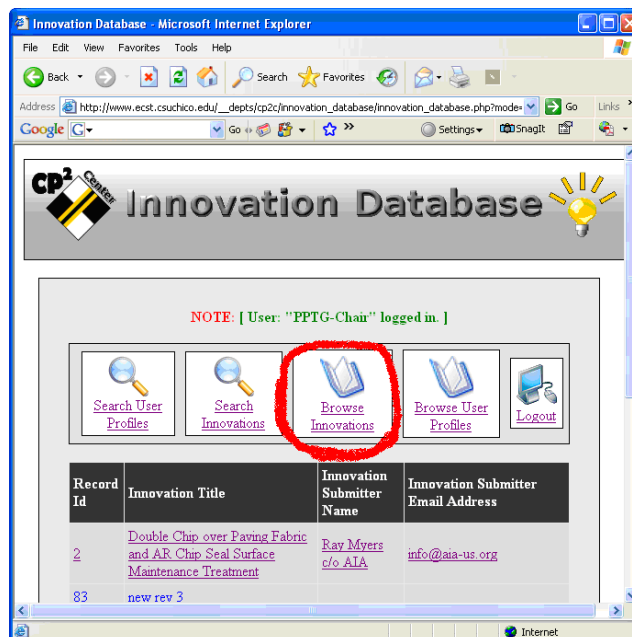 Innovation Database - Microsoft Internet Explorer
File Edit View Favorites Tools Help
Back Search Favorites
Address http://www.ecst.csuchico.edu/__depts/cp2c/innovation_database/innovation_database.php?mode= Go Links »
Google G Go »  Settings SnagIt
CP2 Center
Innovation Database
NOTE: [ User: "PPTG-Chair" logged in. ]
Search User Profiles
Search Innovations
Browse Innovations
Browse User Profiles
Logout
Record Id
Innovation Title
Innovation Submitter Name
Innovation Submitter Email Address
2
Double Chip over Paving Fabric
and AR Chip Seal Surface
Maintenance Treatment
Ray Myers
c/o AIA
info@aia-us.org
83 new rev 3
Internet